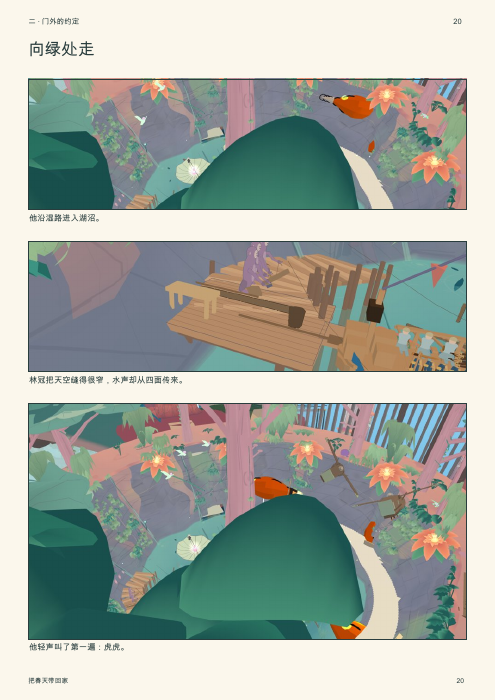 二 · 门外的约定
20
向绿处走
他沿湿路进入湖沼。
林冠把天空缝得很窄，水声却从四面传来。
他轻声叫了第一遍：虎虎。
把春天带回家
20